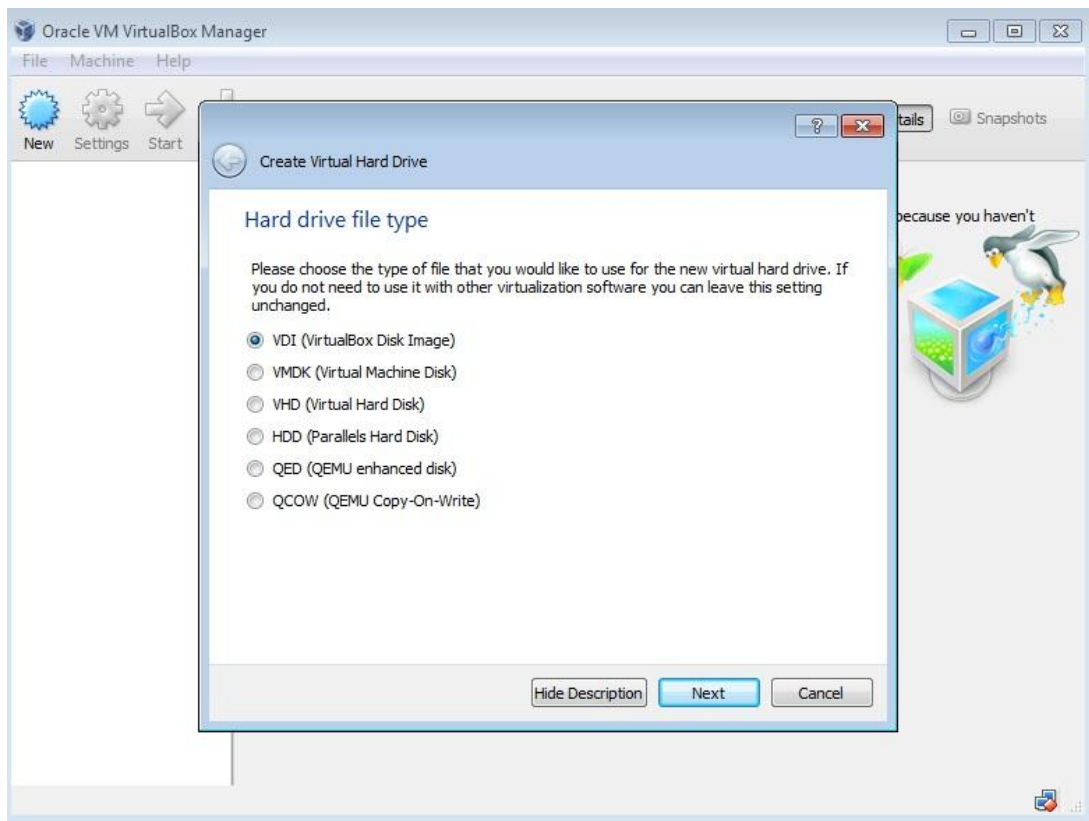 Oracle VM VirtualBox Manager
File Machine Help
New Settings Start
tails Snapshots
Create Virtual Hard Drive
because you haven't
Hard drive file type
Please choose the type of file that you would like to use for the new virtual hard drive. If
you do not need to use it with other virtualization software you can leave this setting
unchanged.
VDI (VirtualBox Disk Image)
VMDK (Virtual Machine Disk)
VHD (Virtual Hard Disk)
HDD (Parallels Hard Disk)
QED (QEMU enhanced disk)
QCOW (QEMU Copy-On-Write)
Hide Description Next Cancel